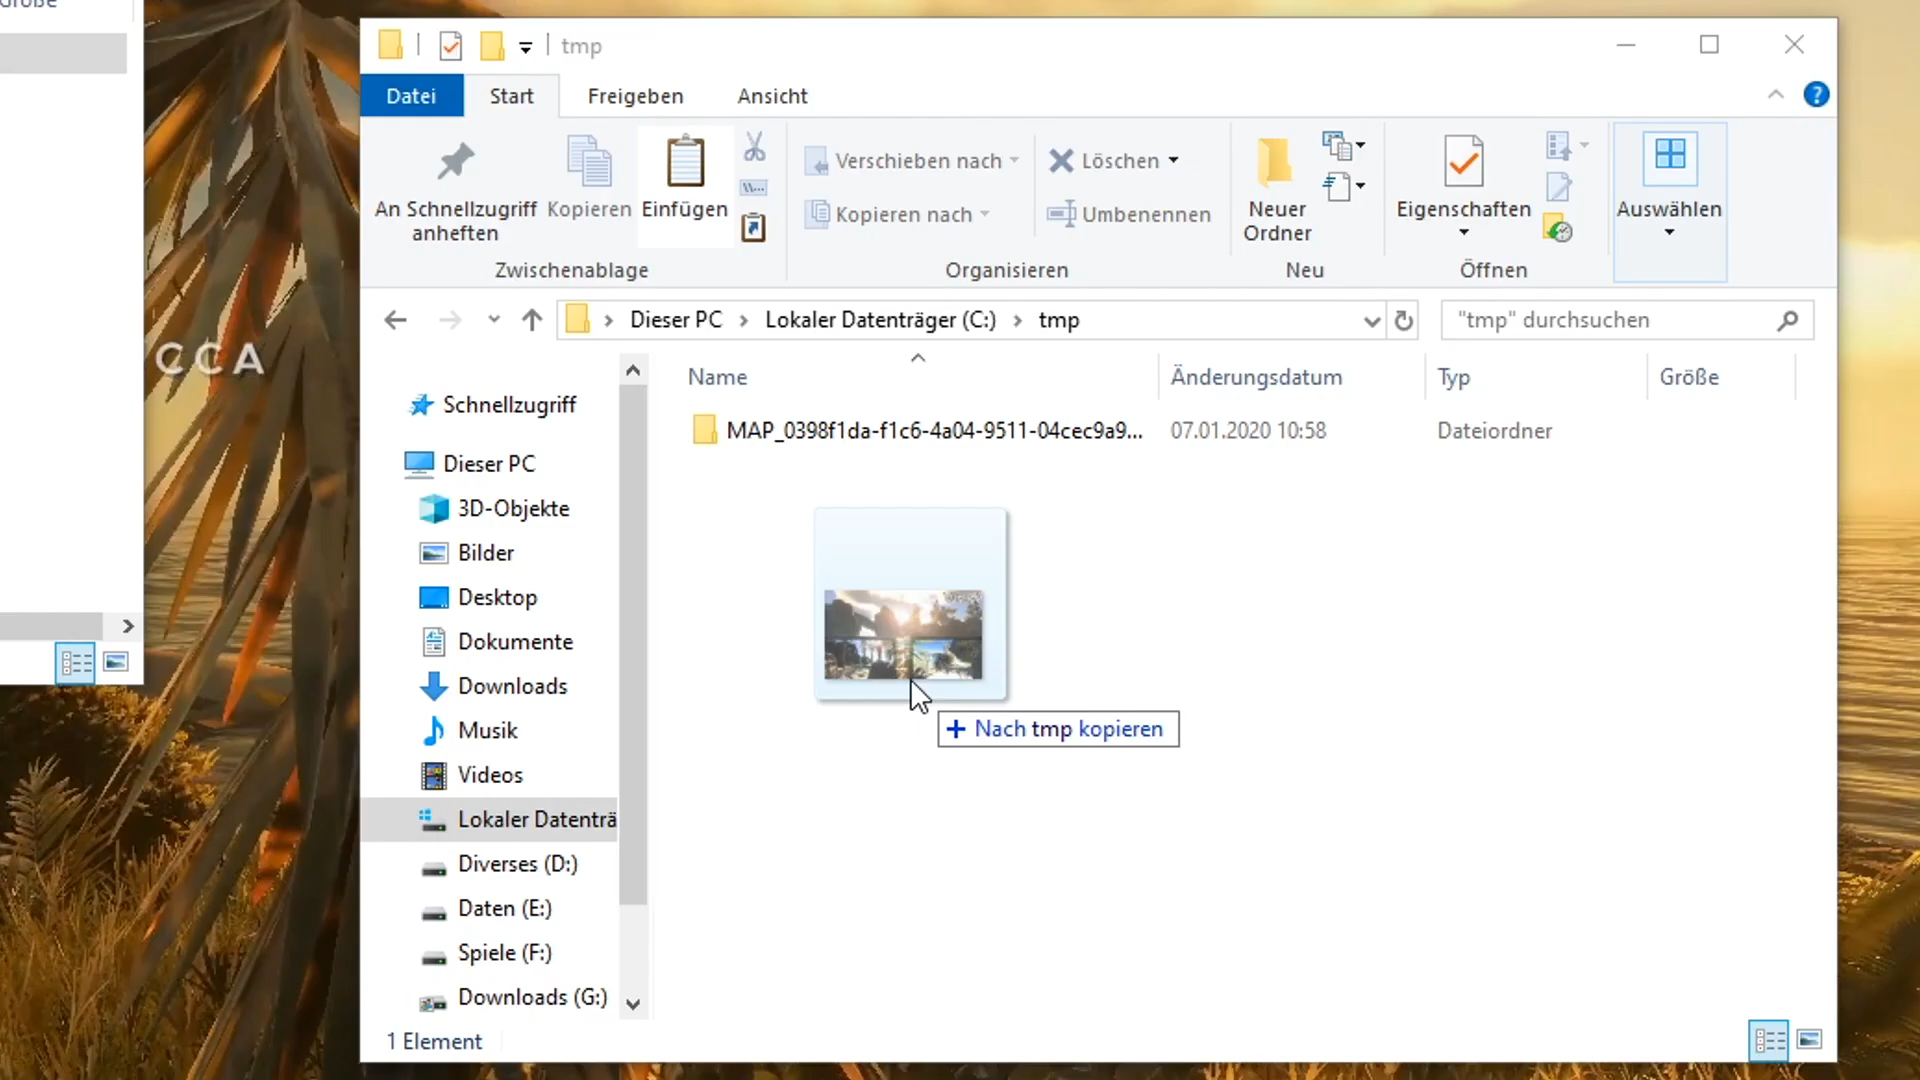 Größe
tmp
Datei Start Freigeben Ansicht
An Schnellzugriff anheften
Kopieren
Einfügen
Verschieben nach
Kopieren nach
Löschen
Umbenennen
Neuer Ordner
Eigenschaften
Auswählen
Zwischenablage Organisieren Neu Öffnen
Dieser PC Lokaler Datenträger (C:) tmp
"tmp" durchsuchen
CCA
Name Änderungsdatum Typ Größe
MAP_0398f1da-f1c6-4a04-9511-04cec9a9... 07.01.2020 10:58 Dateiordner
Schnellzugriff
Dieser PC
3D-Objekte
Bilder
Desktop
Dokumente
Downloads
Musik
Videos
Lokaler Datenträ
Diverses (D:)
Daten (E:)
Spiele (F:)
Downloads (G:)
+ Nach tmp kopieren
1 Element